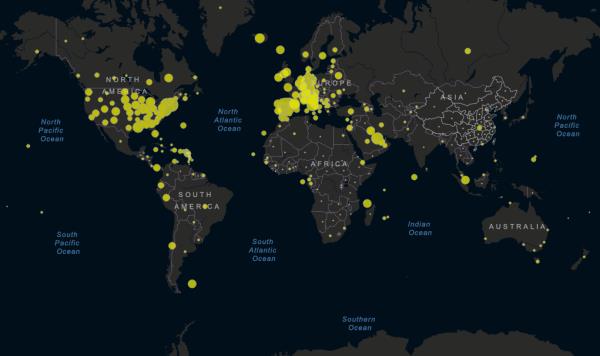 NORTH
AMERICA
EUROPE
ASIA
North
Pacific
Ocean
North
Atlantic
Ocean
North
Pacific
Ocean
AFRICA
SOUTH
AMERICA
Indian
Ocean
AUSTRALIA
South
Pacific
Ocean
South
Atlantic
Ocean
Southern
Ocean